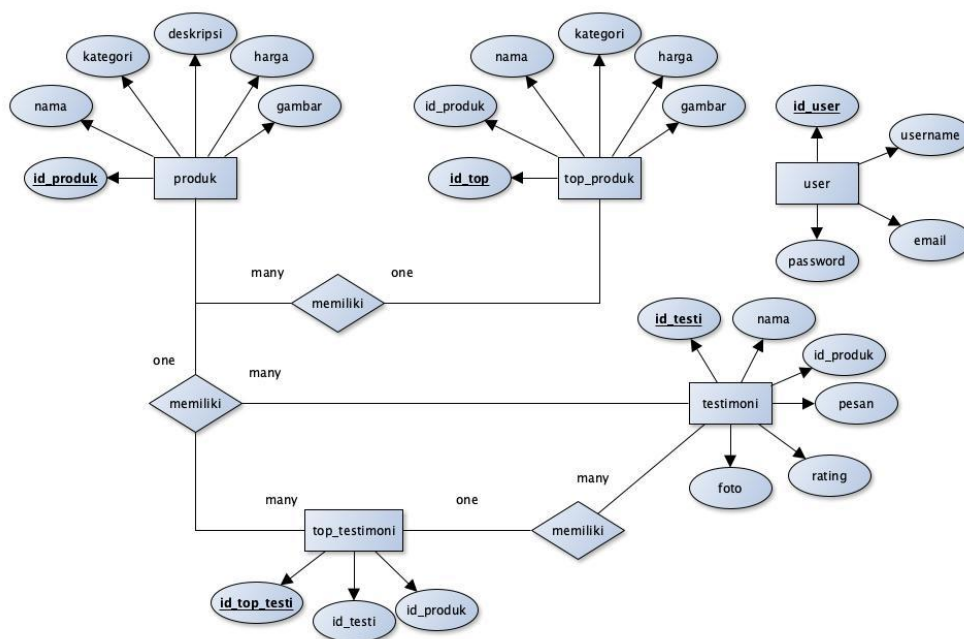 deskripsi
kategori
harga
nama
gambar
id_produk
produk
kategori
nama
harga
id_produk
gambar
id_top
top_produk
id_user
username
user
email
password
many
one
memiliki
one
many
memiliki
id_testi
nama
id_produk
testimoni
pesan
foto
rating
many
one
many
top_testimoni
memiliki
id_top_testi
id_testi
id_produk